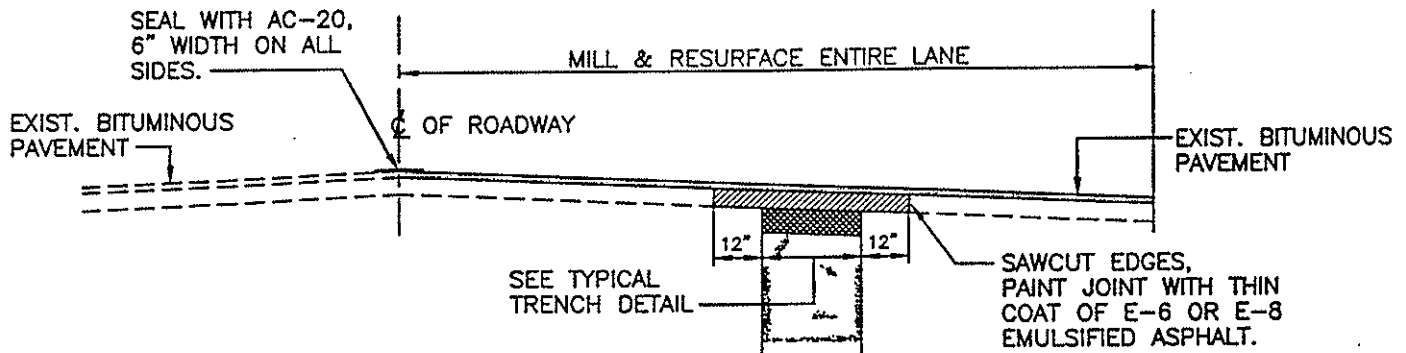 SEAL WITH AC-20,
6" WIDTH ON ALL
SIDES.
MILL & RESURFACE ENTIRE LANE
EXIST. BITUMINOUS
PAVEMENT
℄ OF ROADWAY
EXIST. BITUMINOUS
PAVEMENT
12"
12"
SEE TYPICAL
TRENCH DETAIL
SAWCUT EDGES,
PAINT JOINT WITH THIN
COAT OF E-6 OR E-8
EMULSIFIED ASPHALT.